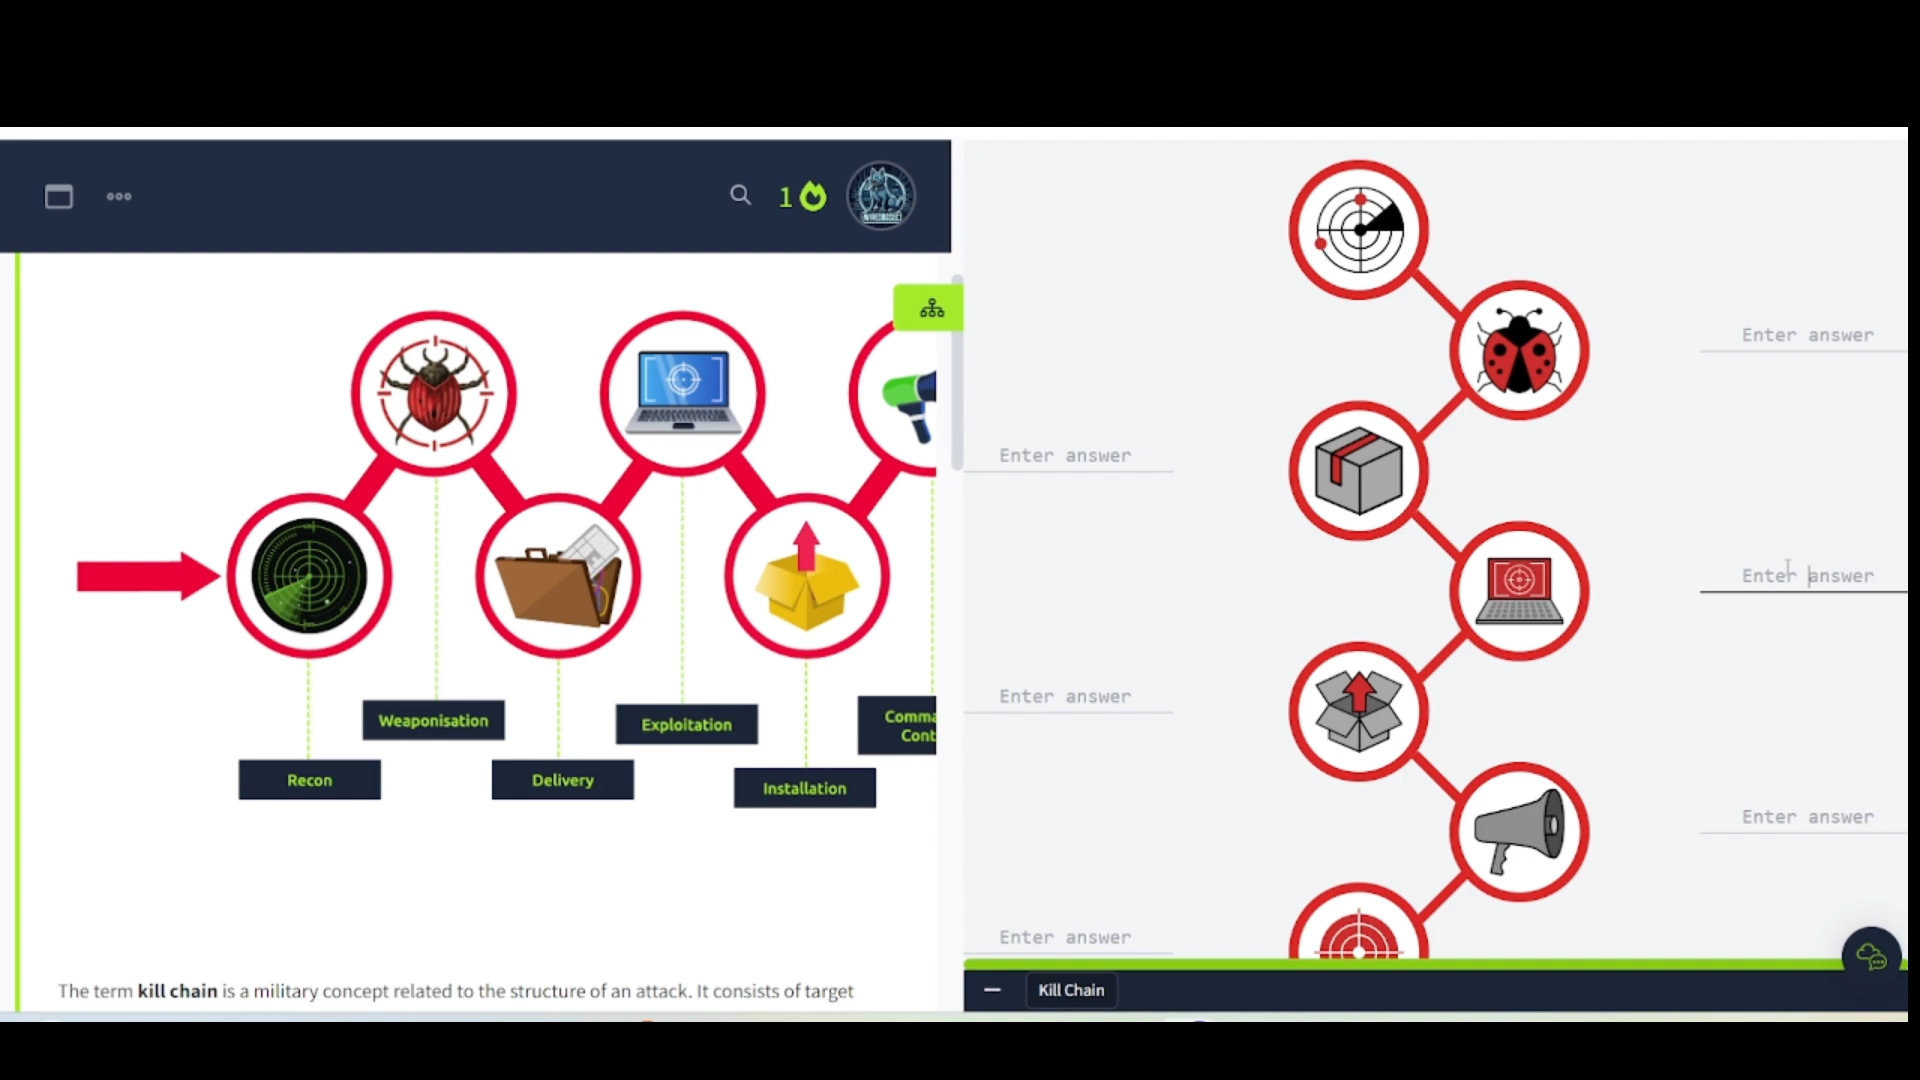 1
Weaponisation
Exploitation
Comma
Cont
Recon
Delivery
Installation
The term kill chain is a military concept related to the structure of an attack. It consists of target
Enter answer
Enter answer
Enter answer
Enter answer
Enter answer
Enter answer
Kill Chain